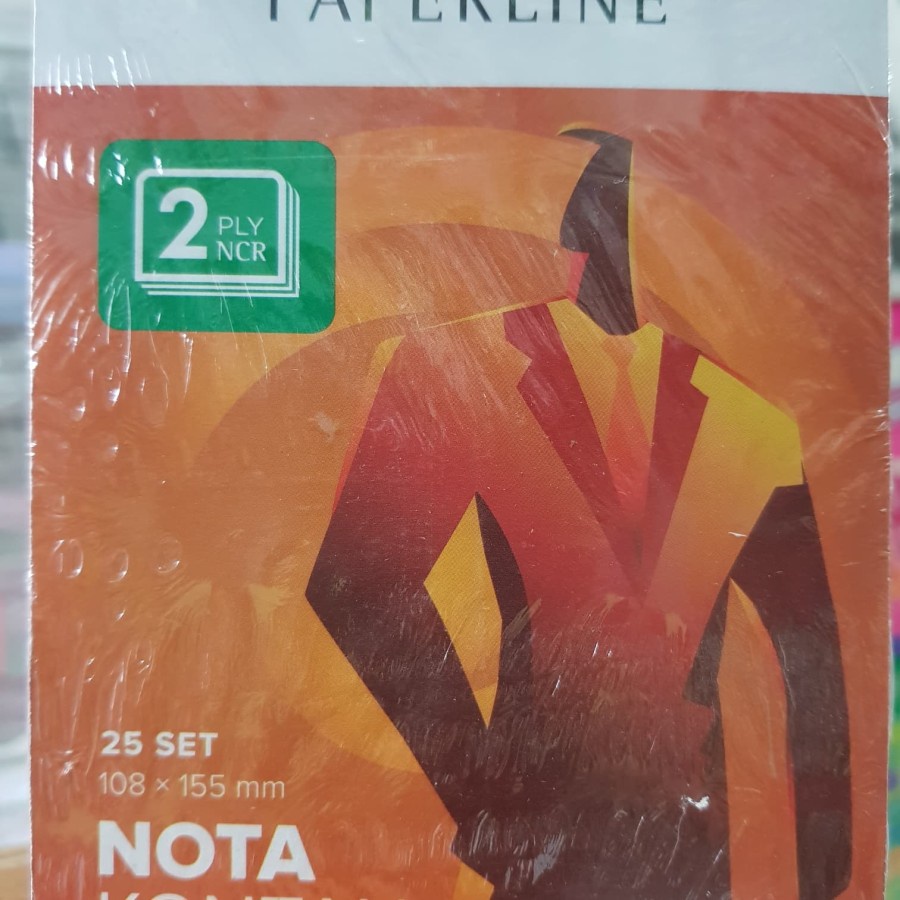 PAPERLINE
2 PLY
NCR
25 SET
108 × 155 mm
NOTA